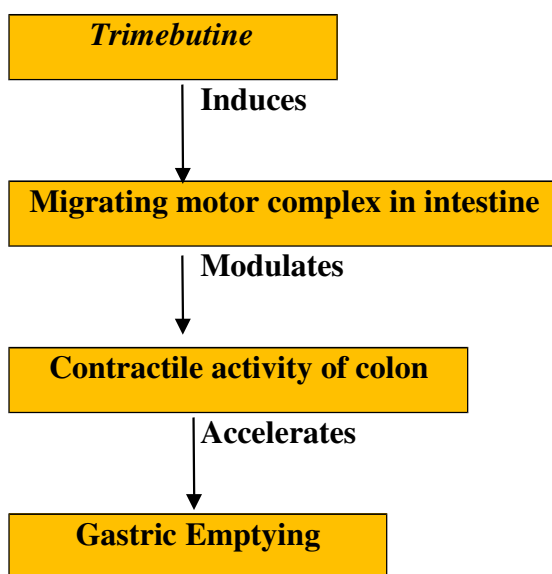 Trimebutine
Induces
Migrating motor complex in intestine
Modulates
Contractile activity of colon
Accelerates
Gastric Emptying